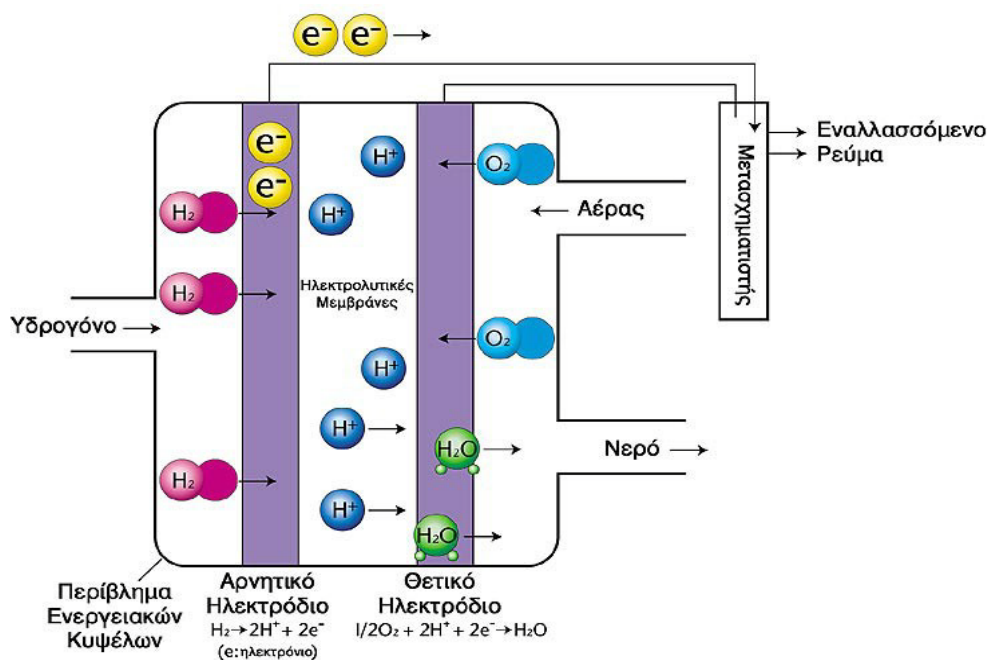 e⁻ e⁻
e⁻
e⁻
H⁺
O₂
Εναλλασσόμενο
Ρεύμα
Μετασχηματιστής
H₂
H⁺
Αέρας
Ηλεκτρολυτικές
Μεμβράνες
H₂
Υδρογόνο
O₂
H⁺
H⁺
H₂O
Νερό
H₂
H⁺
H₂O
Περίβλημα
Ενεργειακών
Κυψέλων
Αρνητικό
Ηλεκτρόδιο
H₂→2H⁺ + 2e⁻
(e:ηλεκτρόνιο)
Θετικό
Ηλεκτρόδιο
I/2O₂ + 2H⁺ + 2e⁻→H₂O